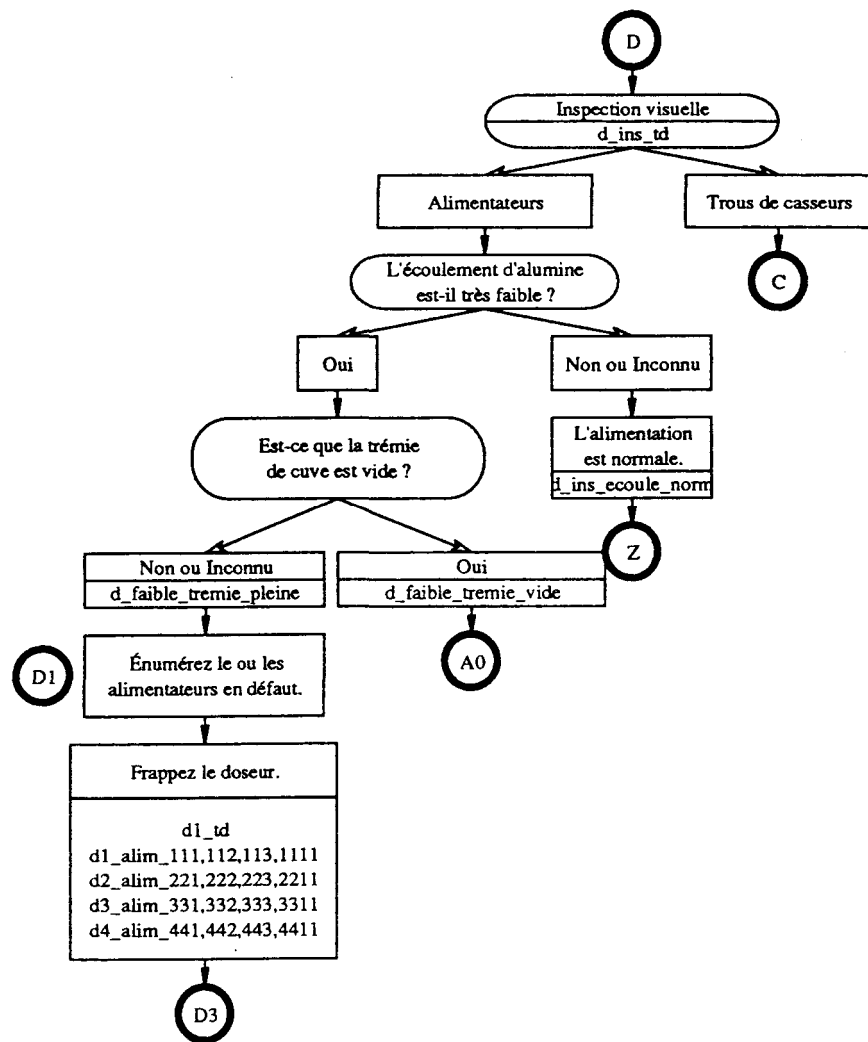 D
Inspection visuelle
d_ins_td
Alimentateurs
Trous de casseurs
L'écoulement d'alumine
est-il très faible ?
C
Oui
Non ou Inconnu
Est-ce que la trémie
de cuve est vide ?
L'alimentation
est normale.
d_ins_ecoule_norm
Z
Non ou Inconnu
d_faible_tremie_pleine
Oui
d_faible_tremie_vide
A0
D1
Énumérez le ou les
alimentateurs en défaut.
Frappez le doseur.
d1_td
d1_alim_111,112,113,1111
d2_alim_221,222,223,2211
d3_alim_331,332,333,3311
d4_alim_441,442,443,4411
D3